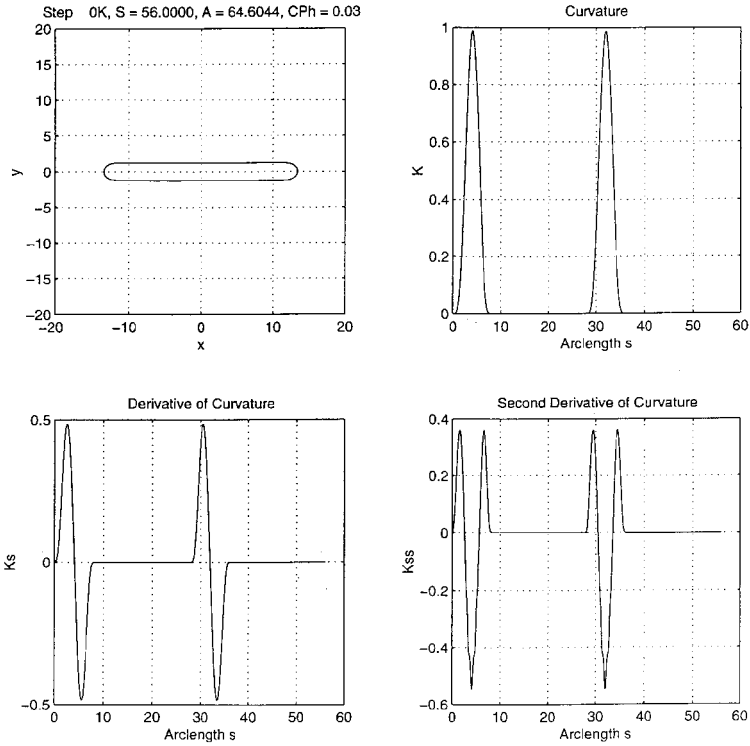 Step 0K, S = 56.0000, A = 64.6044, CPh = 0.03
20
15
10
5
0
−5
−10
−15
−20
y
−20 −10 0 10 20
x
Curvature
1
0.8
0.6
0.4
0.2
0
K
0 10 20 30 40 50 60
Arclength s
Derivative of Curvature
0.5
0
−0.5
Ks
0 10 20 30 40 50 60
Arclength s
Second Derivative of Curvature
0.4
0.2
0
−0.2
−0.4
−0.6
Kss
0 10 20 30 40 50 60
Arclength s